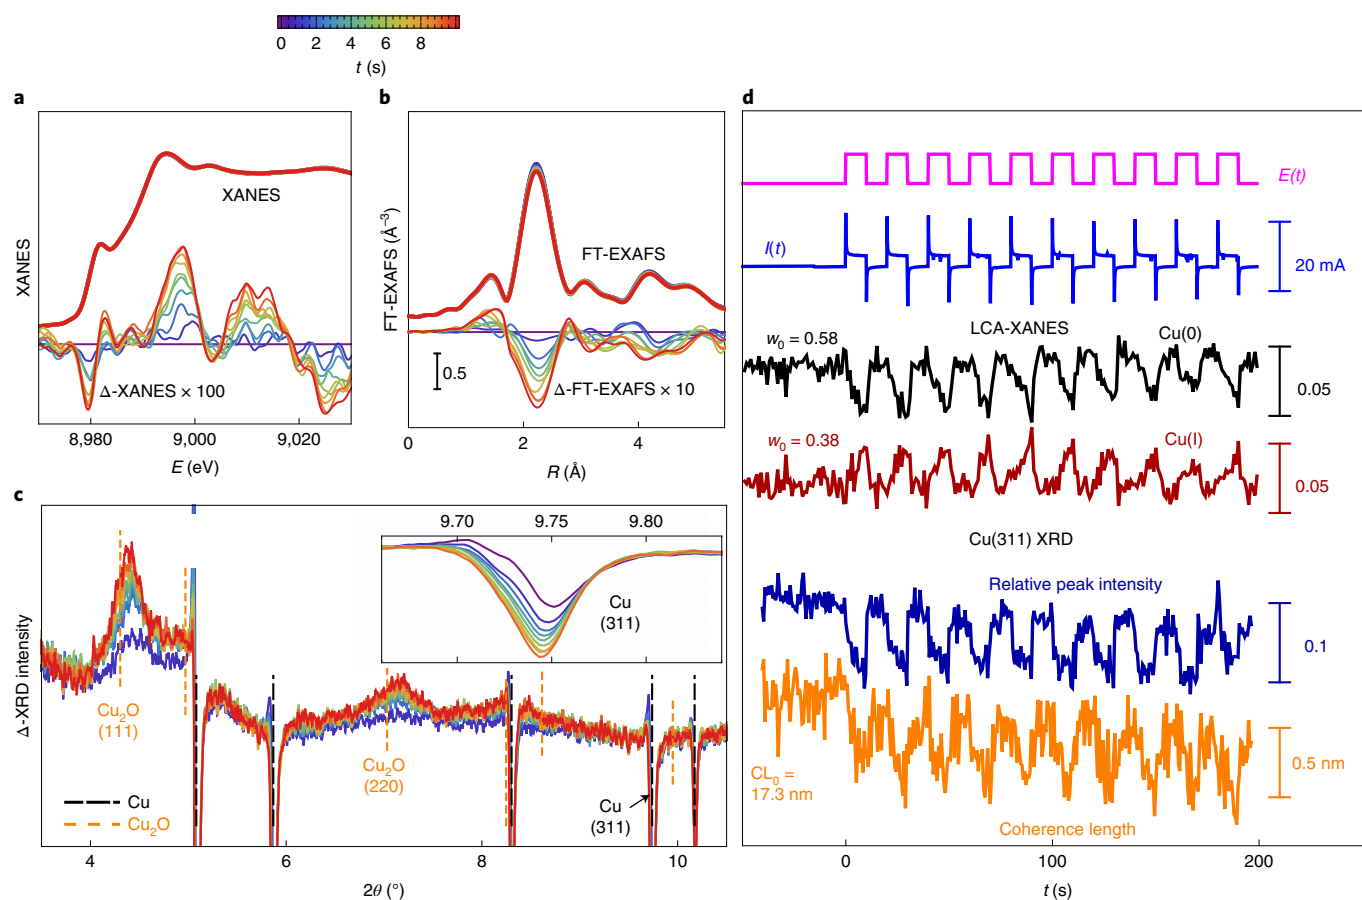 0 2 4 6 8
t (s)
a
XANES
XANES
Δ-XANES × 100
8,980 9,000 9,020
E (eV)
b
FT-EXAFS (Å⁻³)
FT-EXAFS
0.5
Δ-FT-EXAFS × 10
0 2 4
R (Å)
c
Δ-XRD intensity
9.70 9.75 9.80
Cu
(311)
Cu₂O
(111)
Cu₂O
(220)
Cu
(311)
Cu
Cu₂O
4 6 8 10
2θ (°)
d
E(t)
I(t)
20 mA
LCA-XANES
w₀ = 0.58
Cu(0)
0.05
w₀ = 0.38
Cu(I)
0.05
Cu(311) XRD
Relative peak intensity
0.1
0.5 nm
CL₀ =
17.3 nm
Coherence length
0 100 200
t (s)